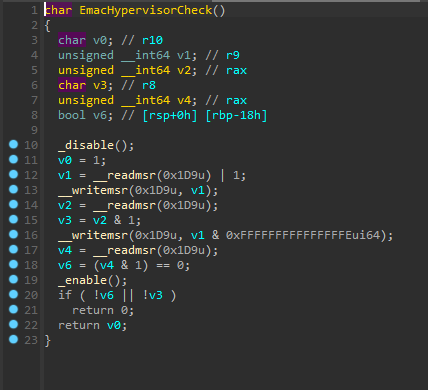 1 char EmacHypervisorCheck()
2 {
3 char v0; // r10
4 unsigned __int64 v1; // r9
5 unsigned __int64 v2; // rax
6 char v3; // r8
7 unsigned __int64 v4; // rax
8 bool v6; // [rsp+0h] [rbp-18h]
9
10 _disable();
11 v0 = 1;
12 v1 = __readmsr(0x1D9u) | 1;
13 __writemsr(0x1D9u, v1);
14 v2 = __readmsr(0x1D9u);
15 v3 = v2 & 1;
16 __writemsr(0x1D9u, v1 & 0xFFFFFFFFFFFFFFFEui64);
17 v4 = __readmsr(0x1D9u);
18 v6 = (v4 & 1) == 0;
19 _enable();
20 if ( !v6 || !v3 )
21 return 0;
22 return v0;
23 }